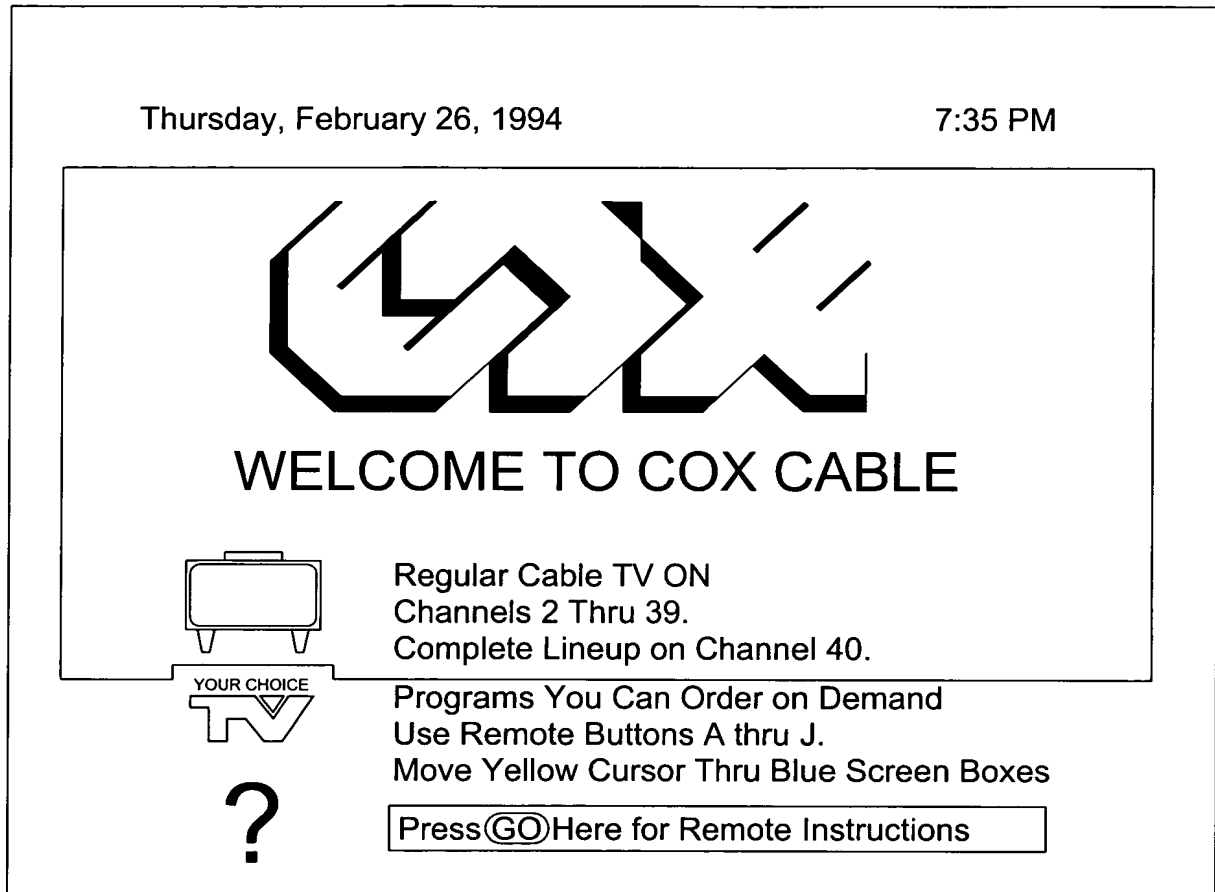 Thursday, February 26, 1994 7:35 PM
COX
WELCOME TO COX CABLE
Regular Cable TV ON
Channels 2 Thru 39.
Complete Lineup on Channel 40.
YOUR CHOICE
TV
Programs You Can Order on Demand
Use Remote Buttons A thru J.
Move Yellow Cursor Thru Blue Screen Boxes
?
Press GO Here for Remote Instructions